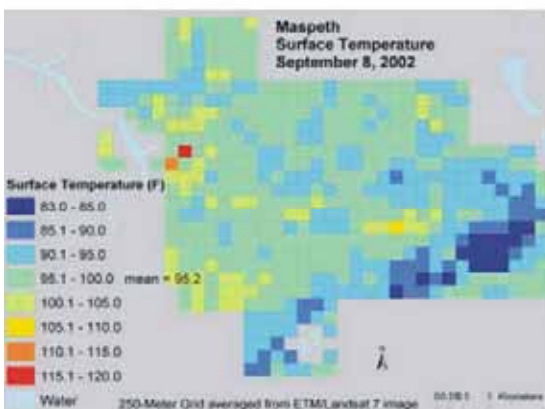 Maspeth
Surface Temperature
September 8, 2002
Surface Temperature (F)
83.0 - 85.0
85.1 - 90.0
90.1 - 95.0
95.1 - 100.0 mean = 95.2
100.1 - 105.0
105.1 - 110.0
110.1 - 115.0
115.1 - 120.0
Water
250-Meter Grid averaged from ETM/Landsat 7 image
1 Kilometers